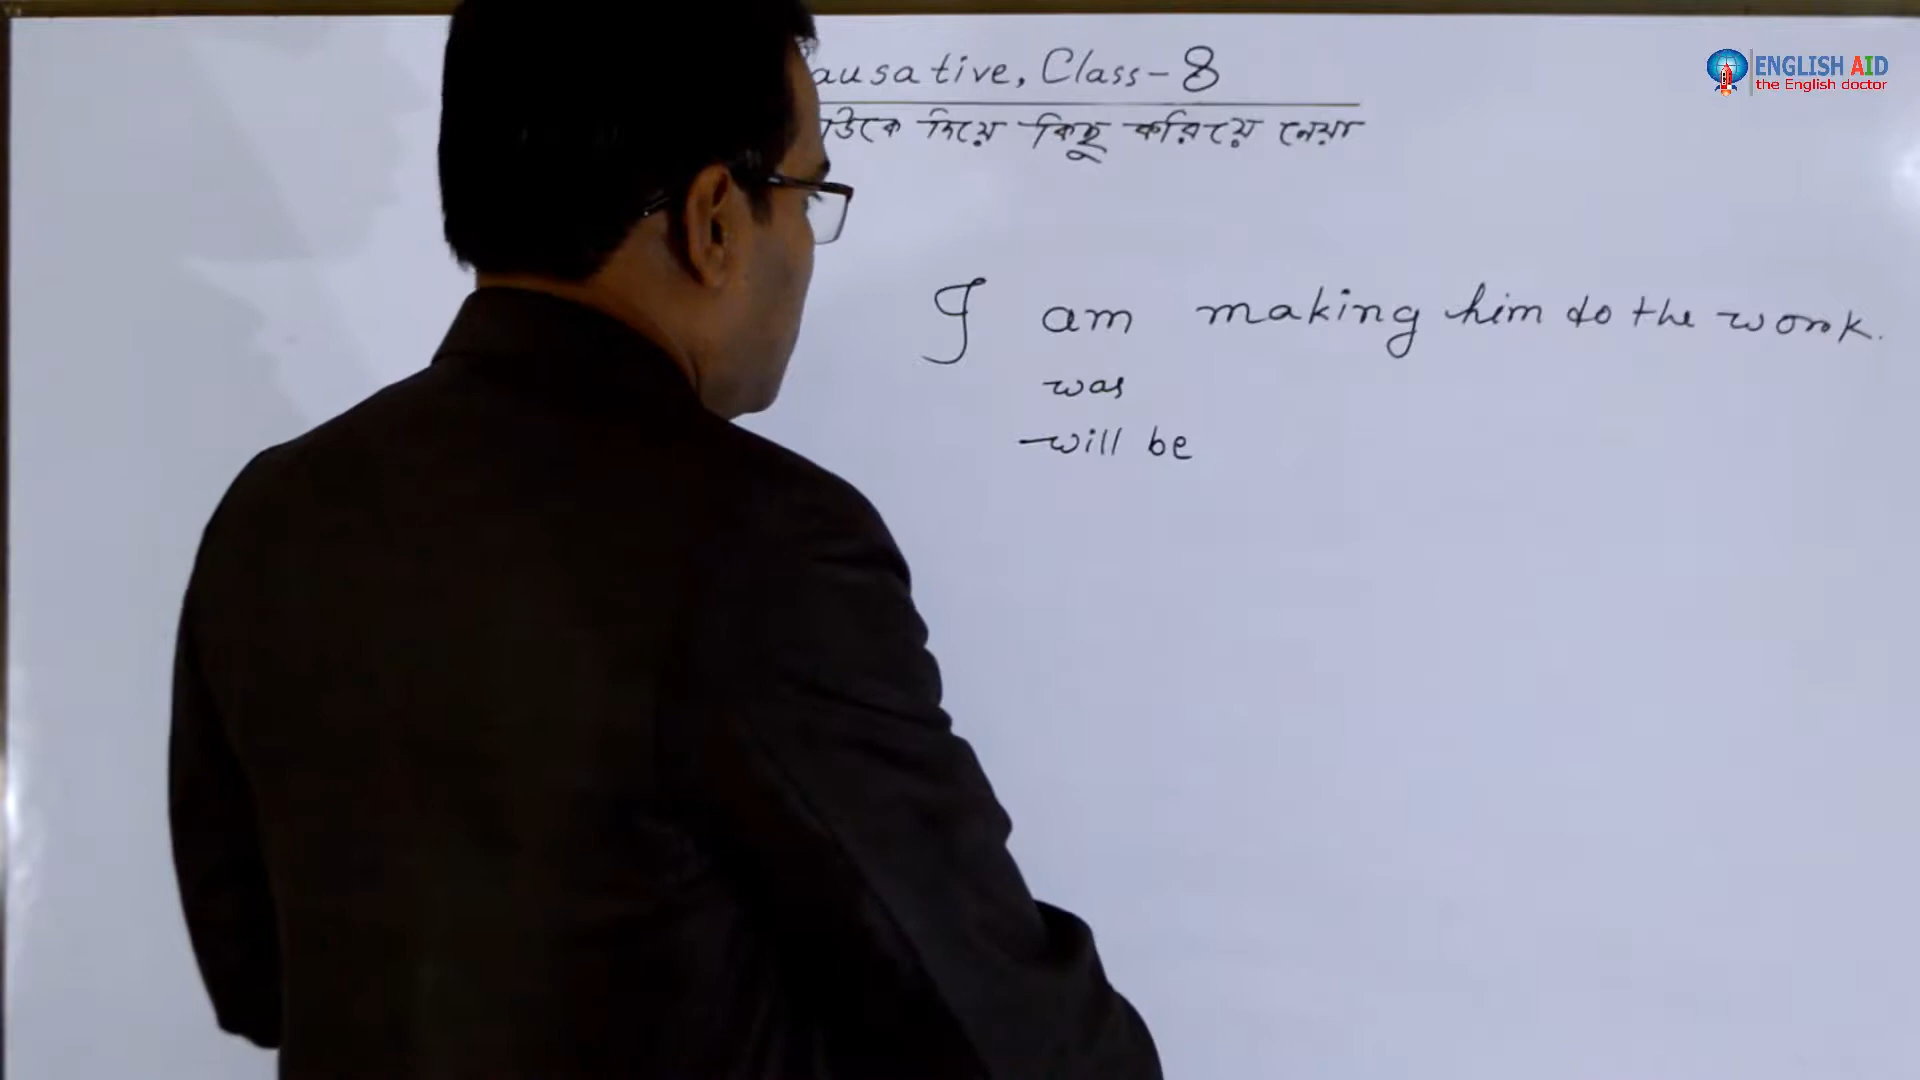 ausative, Class-8
ENGLISH AID
the English doctor
উকে দিয়ে কিছু করিয়ে নেয়া
I am making him do the work.
was
will be